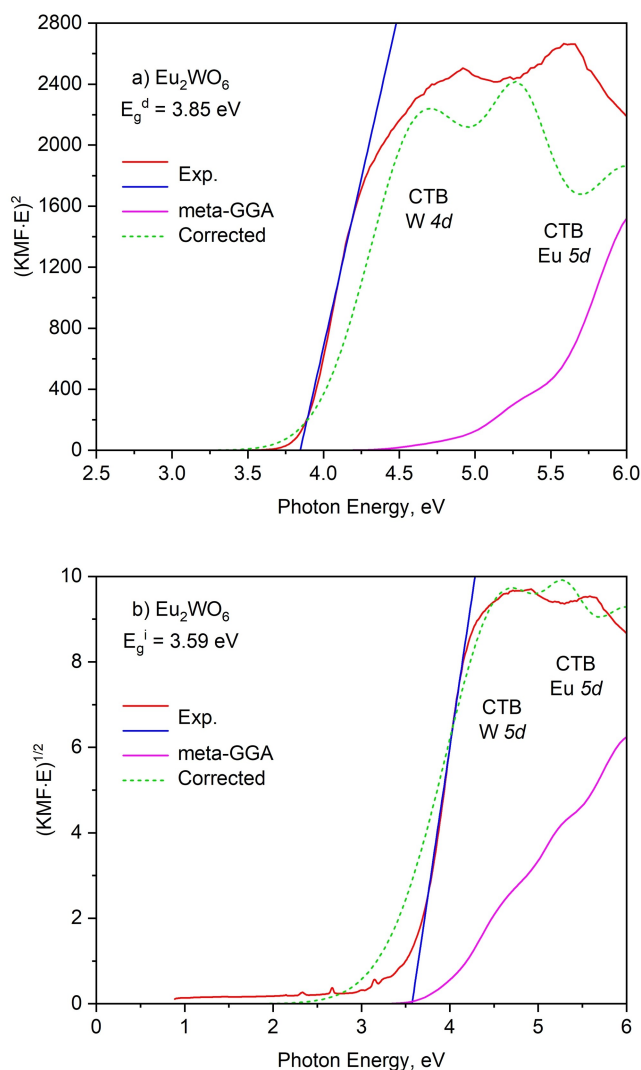 2800
2400
2000
1600
1200
800
400
0
(KMF·E)²
a) Eu₂WO₆
E_g^d = 3.85 eV
Exp.
meta-GGA
Corrected
CTB
W 4d
CTB
Eu 5d
2.5 3.0 3.5 4.0 4.5 5.0 5.5 6.0
Photon Energy, eV
10
8
6
4
2
0
(KMF·E)^1/2
b) Eu₂WO₆
E_g^i = 3.59 eV
Exp.
meta-GGA
Corrected
CTB
W 5d
CTB
Eu 5d
0 1 2 3 4 5 6
Photon Energy, eV